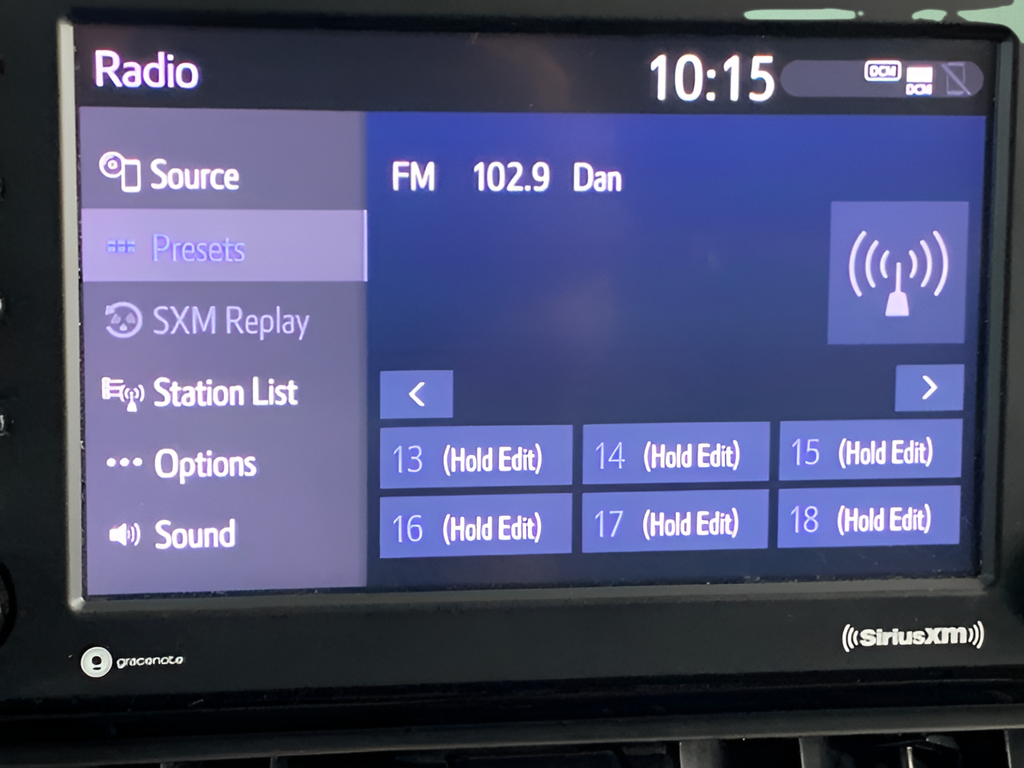 Radio
10:15
DCM
DCM
Source
Presets
SXM Replay
Station List
Options
Sound
FM 102.9 Dan
<
>
13 (Hold Edit)
14 (Hold Edit)
15 (Hold Edit)
16 (Hold Edit)
17 (Hold Edit)
18 (Hold Edit)
gracenote
SiriusXM